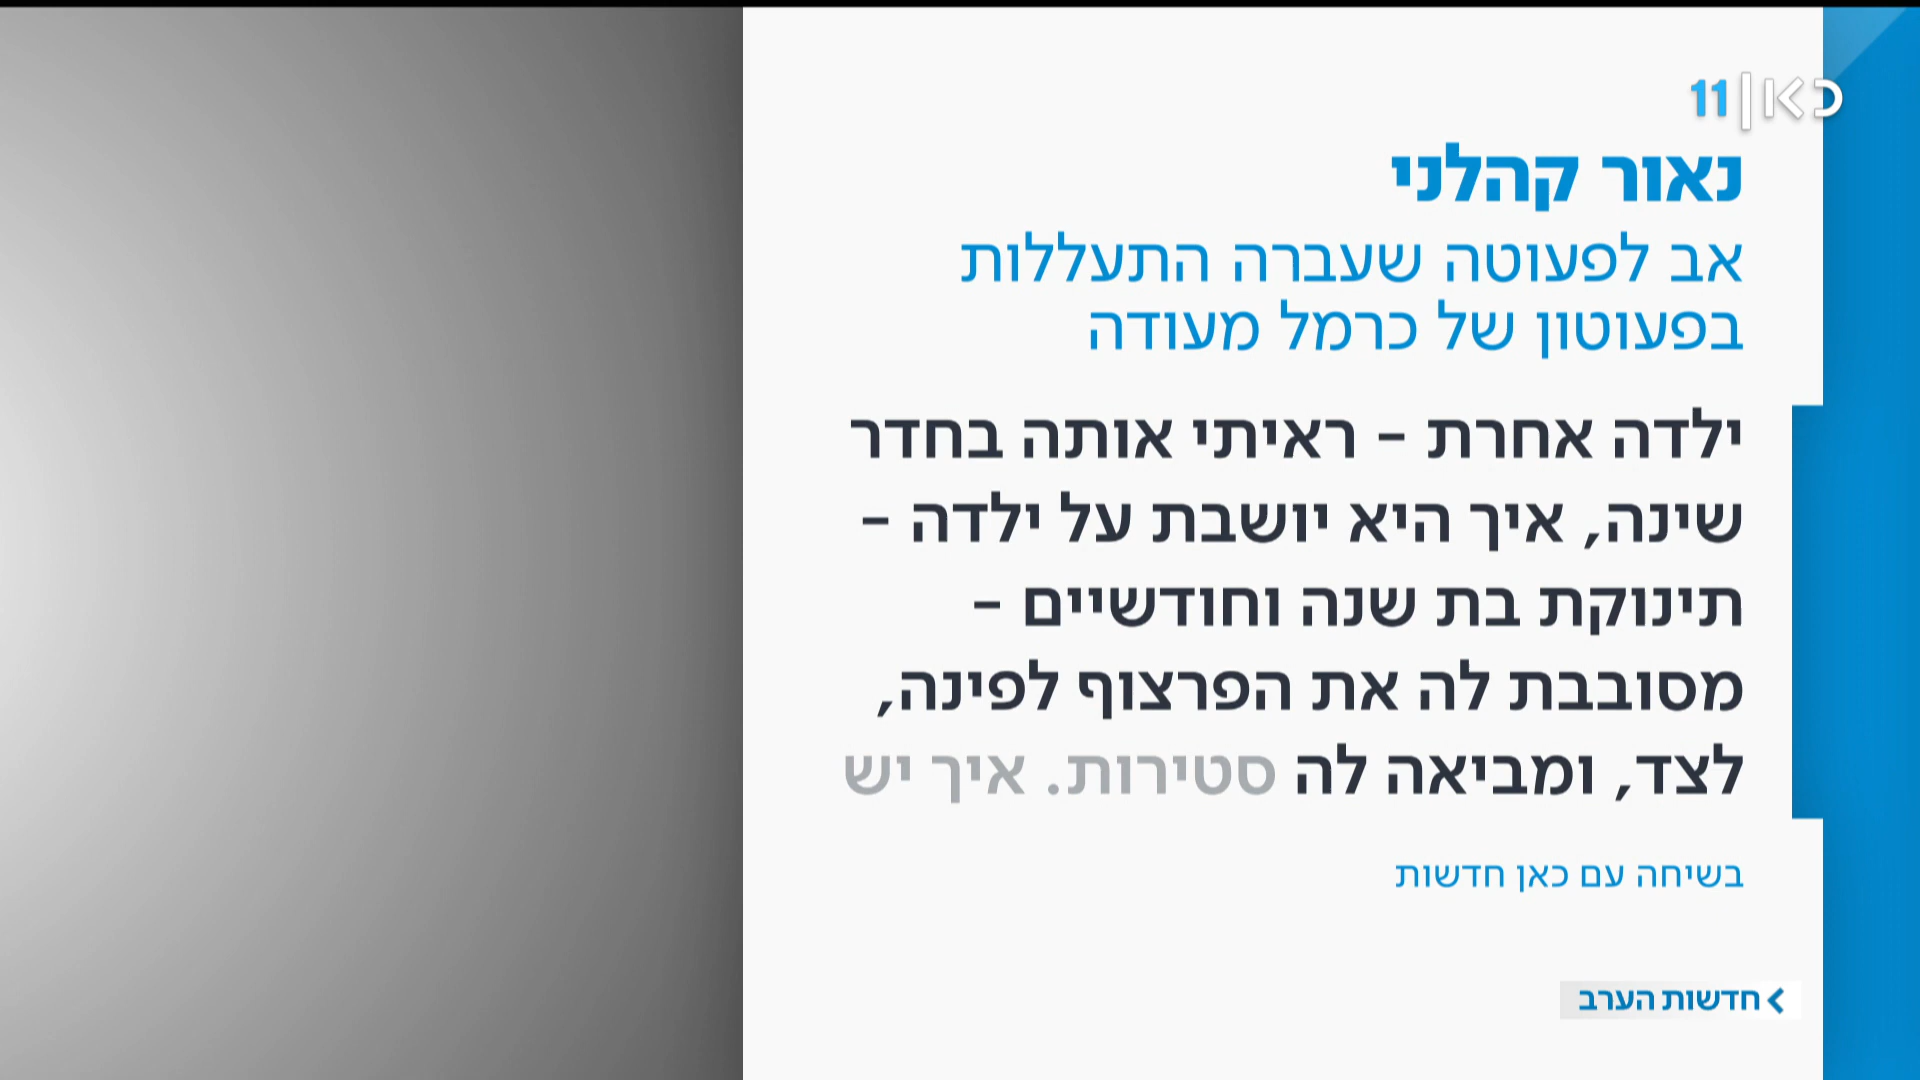 כאן|11
נאור קהלני
אב לפעוטה שעברה התעללות
בפעוטון של כרמל מעודה
ילדה אחרת - ראיתי אותה בחדר
שינה, איך היא יושבת על ילדה -
תינוקת בת שנה וחודשיים -
מסובבת לה את הפרצוף לפינה,
לצד, ומביאה לה סטירות. איך יש
בשיחה עם כאן חדשות
חדשות הערב